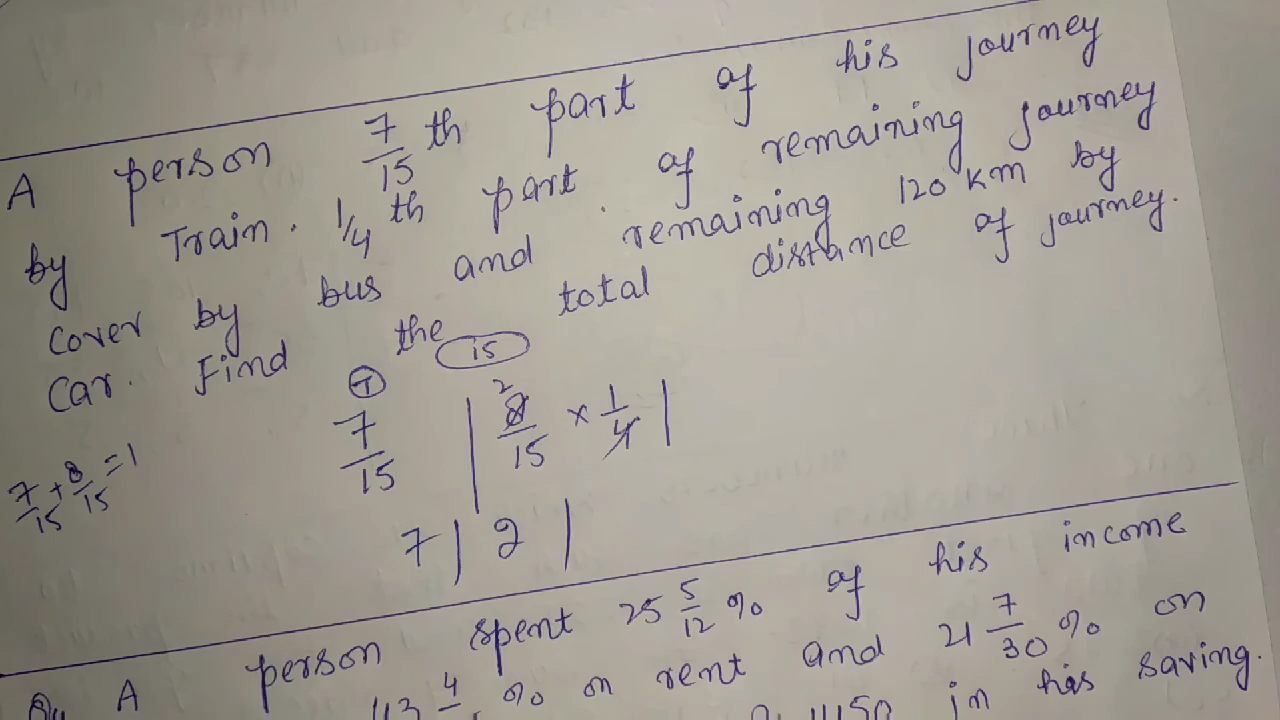 A person 7/15 th part of his journey
by Train. 1/4 th part of remaining journey
cover by bus and remaining 120 km by
car. Find the total distance of journey.
15
T
7/15 | 8/15 × 1/4 |
2
7/15 + 8/15 = 1
7 | 2 |
A person spent 25 5/12 % of his income
4 % on rent and 21 7/30 % on
in his saving.